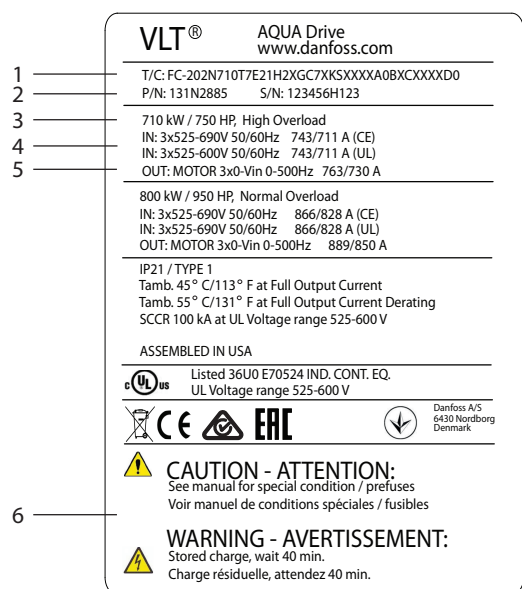 VLT® AQUA Drive
www.danfoss.com
1 T/C: FC-202N710T7E21H2XGC7XKSXXXXA0BXCXXXXD0
2 P/N: 131N2885 S/N: 123456H123
3 710 kW / 750 HP, High Overload
4 IN: 3x525-690V 50/60Hz 743/711 A (CE)
IN: 3x525-600V 50/60Hz 743/711 A (UL)
5 OUT: MOTOR 3x0-Vin 0-500Hz 763/730 A
800 kW / 950 HP, Normal Overload
IN: 3x525-690V 50/60Hz 866/828 A (CE)
IN: 3x525-690V 50/60Hz 866/828 A (UL)
OUT: MOTOR 3x0-Vin 0-500Hz 889/850 A
IP21 / TYPE 1
Tamb. 45° C/113° F at Full Output Current
Tamb. 55° C/131° F at Full Output Current Derating
SCCR 100 kA at UL Voltage range 525-600 V
ASSEMBLED IN USA
c UL us Listed 36U0 E70524 IND. CONT. EQ.
UL Voltage range 525-600 V
CE EAC
Danfoss A/S
6430 Nordborg
Denmark
CAUTION - ATTENTION:
See manual for special condition / prefuses
Voir manuel de conditions spéciales / fusibles
6
WARNING - AVERTISSEMENT:
Stored charge, wait 40 min.
Charge résiduelle, attendez 40 min.